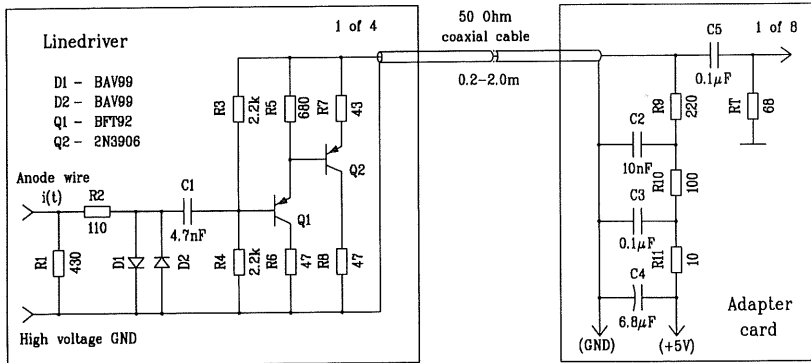 Linedriver
1 of 4
D1 - BAV99
D2 - BAV99
Q1 - BFT92
Q2 - 2N3906
R3
2.2k
R5
680
R7
43
Q2
Anode wire
i(t)
R2
110
C1
4.7nF
Q1
R1
430
D1
D2
R4
2.2k
R6
47
R8
47
High voltage GND
50 Ohm
coaxial cable
0.2-2.0m
C5
0.1μF
1 of 8
R9
220
RT
68
C2
10nF
R10
100
C3
0.1μF
R11
10
C4
6.8μF
(GND)
(+5V)
Adapter
card